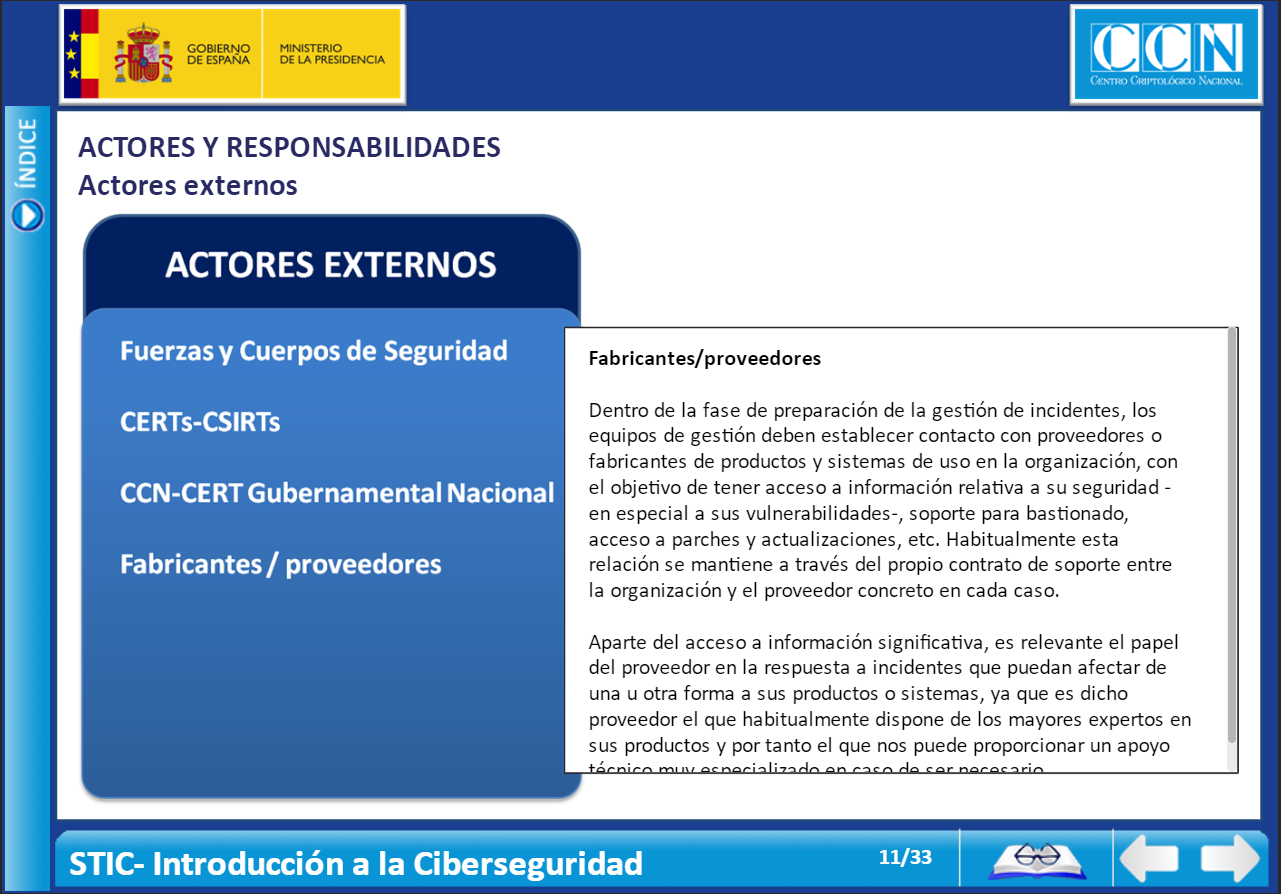 GOBIERNO
DE ESPAÑA
MINISTERIO
DE LA PRESIDENCIA
CCN
CENTRO CRIPTOLÓGICO NACIONAL
ÍNDICE
ACTORES Y RESPONSABILIDADES
Actores externos
ACTORES EXTERNOS
Fuerzas y Cuerpos de Seguridad
CERTs-CSIRTs
CCN-CERT Gubernamental Nacional
Fabricantes / proveedores
Fabricantes/proveedores
Dentro de la fase de preparación de la gestión de incidentes, los
equipos de gestión deben establecer contacto con proveedores o
fabricantes de productos y sistemas de uso en la organización, con
el objetivo de tener acceso a información relativa a su seguridad -
en especial a sus vulnerabilidades-, soporte para bastionado,
acceso a parches y actualizaciones, etc. Habitualmente esta
relación se mantiene a través del propio contrato de soporte entre
la organización y el proveedor concreto en cada caso.
Aparte del acceso a información significativa, es relevante el papel
del proveedor en la respuesta a incidentes que puedan afectar de
una u otra forma a sus productos o sistemas, ya que es dicho
proveedor el que habitualmente dispone de los mayores expertos en
sus productos y por tanto el que nos puede proporcionar un apoyo
técnico muy especializado en caso de ser necesario.
STIC- Introducción a la Ciberseguridad
11/33